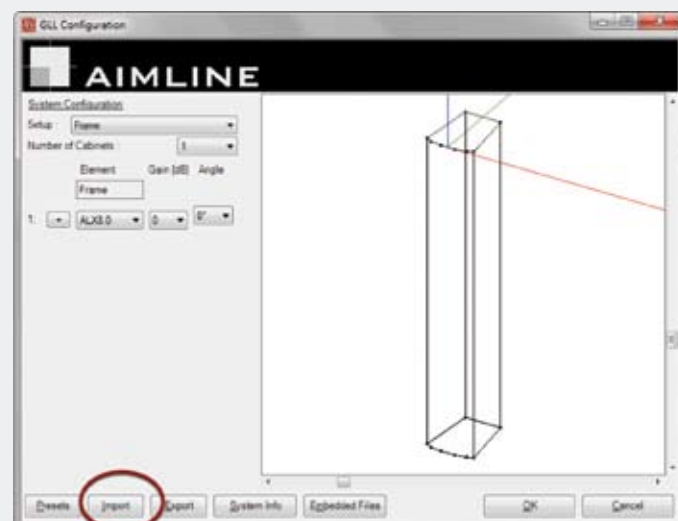 GLL Configuration
AIMLINE
System Configuration
Setup Frame
Number of Cabinets 1
Element Gain [dB] Angle
Frame
1. + ALX8.0 0 0°
Presets Import Export System Info Embedded Files OK Cancel